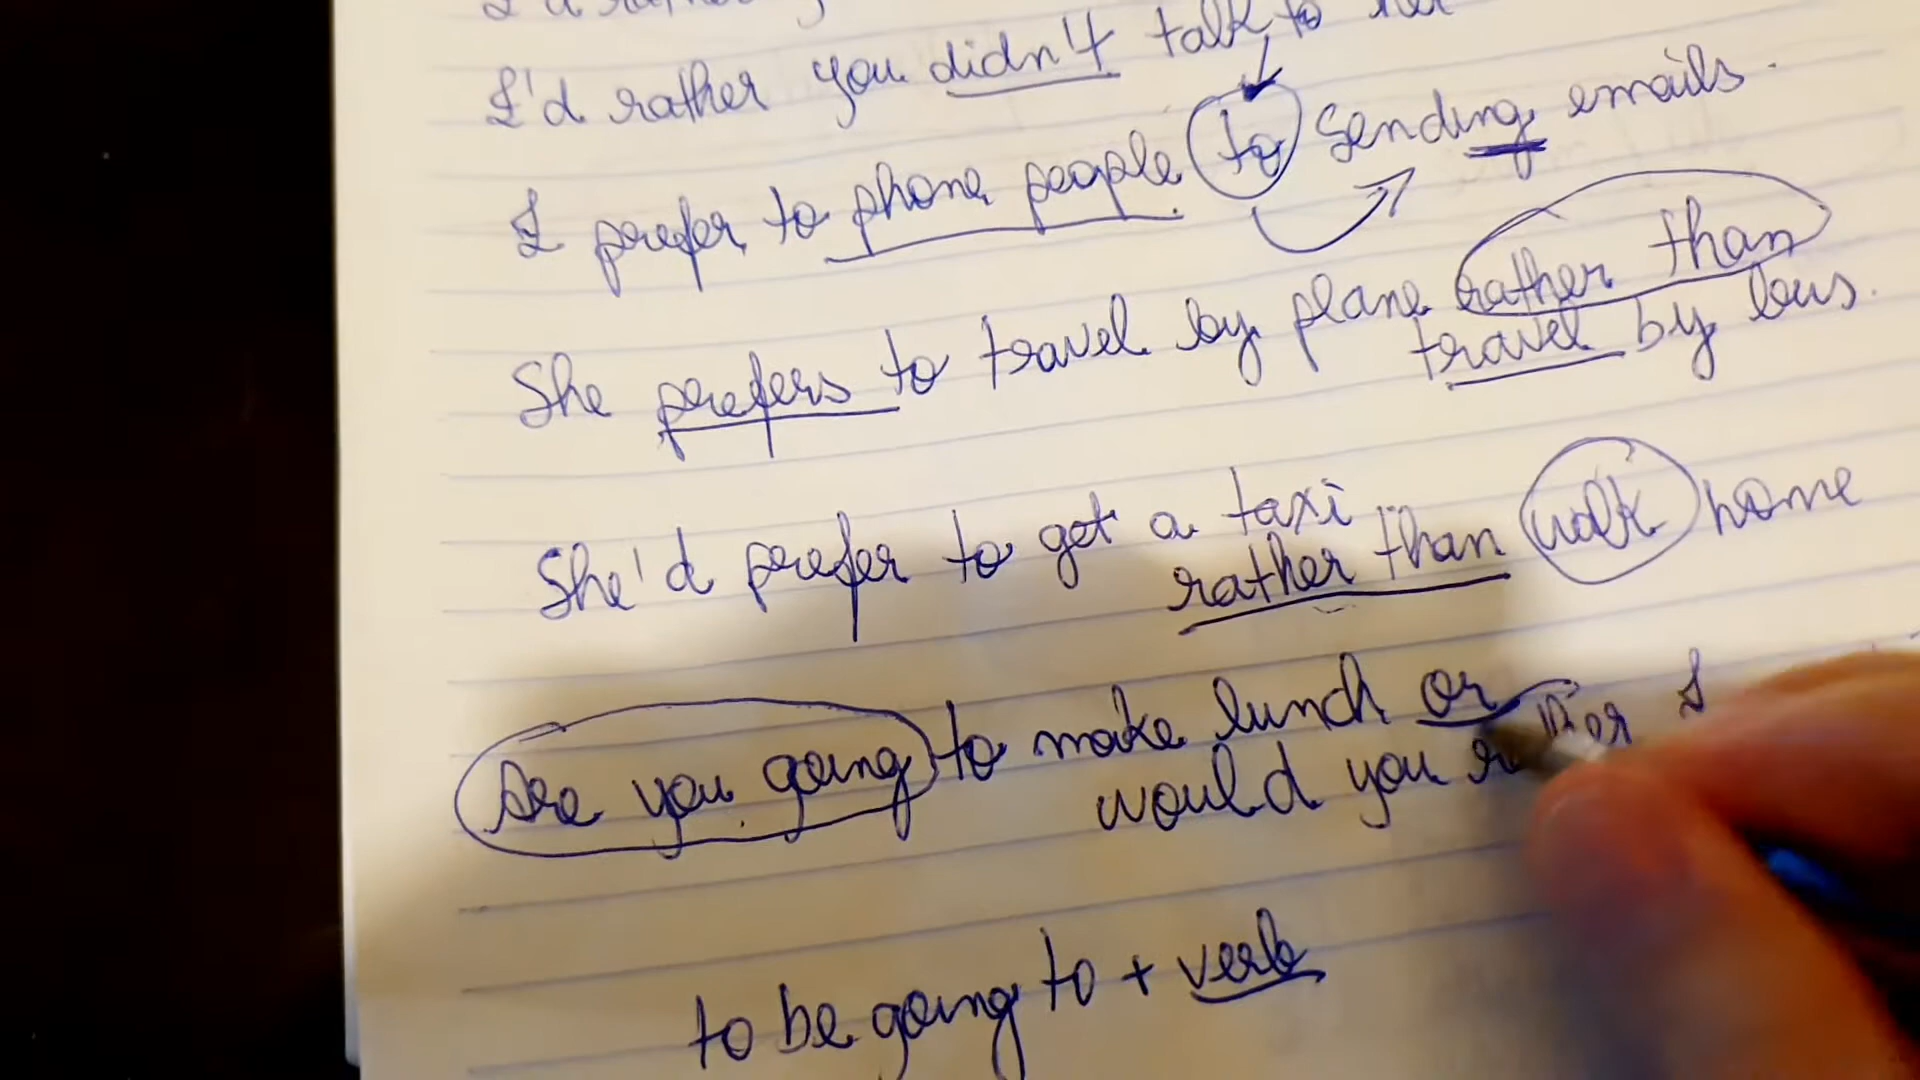 I'd rather
I'd rather you didn't talk to her
I prefer to phone people to sending emails.
She prefers to travel by plane rather than
travel by bus.
She'd prefer to get a taxi
rather than walk home
Are you going to make lunch or
would you I
to be going to + verb